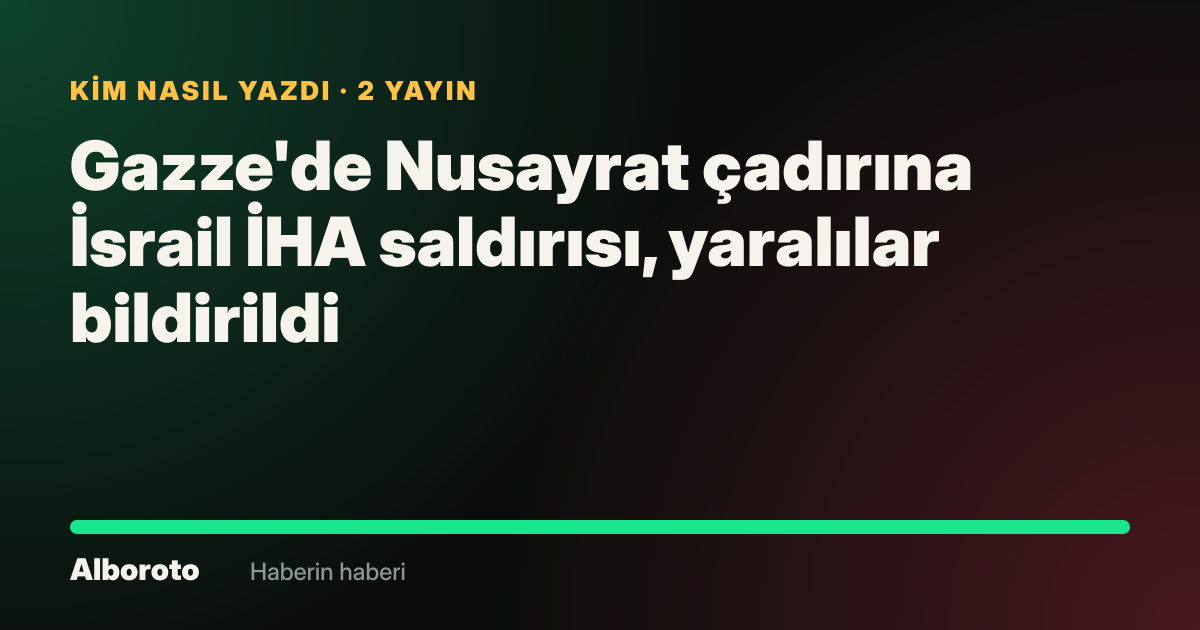 KİM NASIL YAZDI · 2 YAYIN
Gazze'de Nusayrat çadırına
İsrail İHA saldırısı, yaralılar
bildirildi
Alboroto
Haberin haberi